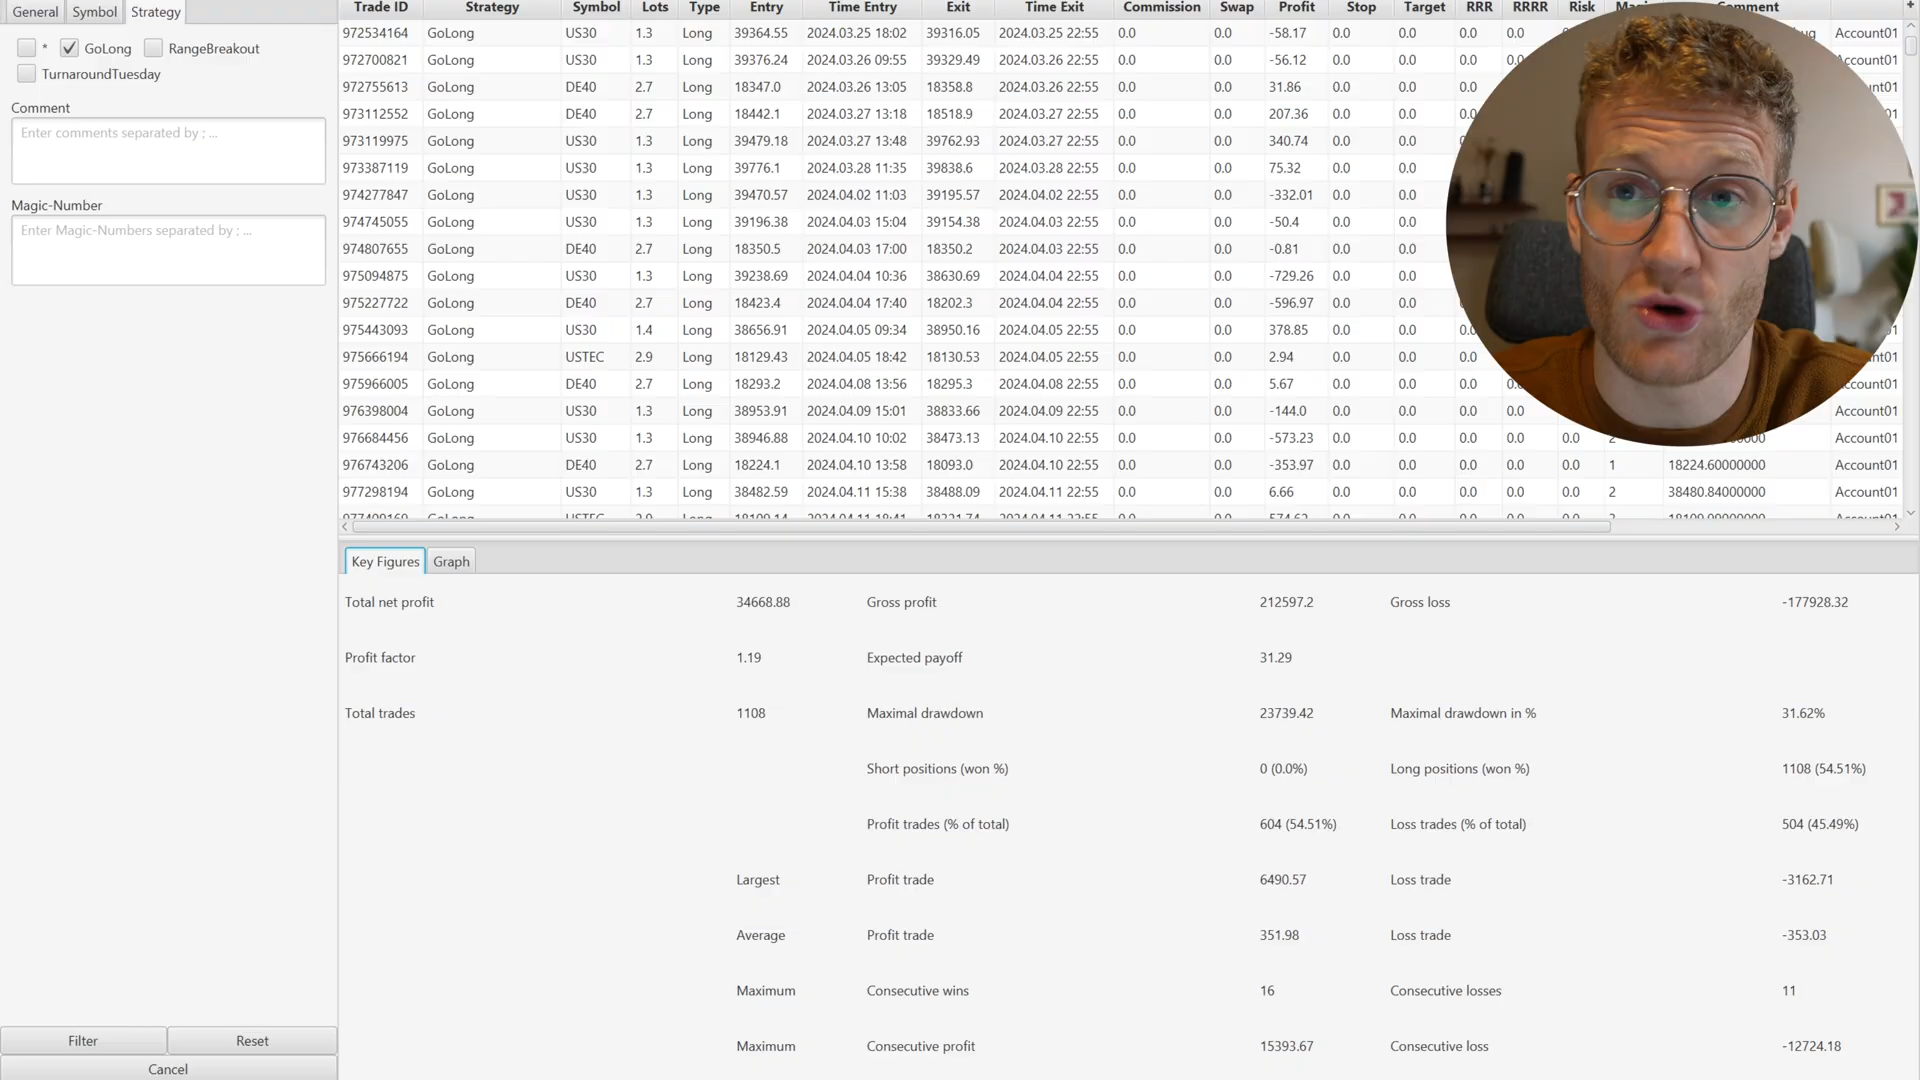 General Symbol Strategy
* GoLong RangeBreakout
TurnaroundTuesday
Comment
Enter comments separated by ; ...
Magic-Number
Enter Magic-Numbers separated by ; ...
Filter Reset
Cancel
Trade ID Strategy Symbol Lots Type Entry Time Entry Exit Time Exit Commission Swap Profit Stop Target RRR RRRR Risk
972534164 GoLong US30 1.3 Long 39364.55 2024.03.25 18:02 39316.05 2024.03.25 22:55 0.0 0.0 -58.17 0.0 0.0 0.0 0.0 0.0 Account01
972700821 GoLong US30 1.3 Long 39376.24 2024.03.26 09:55 39329.49 2024.03.26 22:55 0.0 0.0 -56.12 0.0 0.0 0.0
972755613 GoLong DE40 2.7 Long 18347.0 2024.03.26 13:05 18358.8 2024.03.26 22:55 0.0 0.0 31.86 0.0 0.0 0.0
973112552 GoLong DE40 2.7 Long 18442.1 2024.03.27 13:18 18518.9 2024.03.27 22:55 0.0 0.0 207.36 0.0 0.0
973119975 GoLong US30 1.3 Long 39479.18 2024.03.27 13:48 39762.93 2024.03.27 22:55 0.0 0.0 340.74 0.0 0.0
973387119 GoLong US30 1.3 Long 39776.1 2024.03.28 11:35 39838.6 2024.03.28 22:55 0.0 0.0 75.32 0.0 0.0
974277847 GoLong US30 1.3 Long 39470.57 2024.04.02 11:03 39195.57 2024.04.02 22:55 0.0 0.0 -332.01 0.0 0.0
974745055 GoLong US30 1.3 Long 39196.38 2024.04.03 15:04 39154.38 2024.04.03 22:55 0.0 0.0 -50.4 0.0 0.0
974807655 GoLong DE40 2.7 Long 18350.5 2024.04.03 17:00 18350.2 2024.04.03 22:55 0.0 0.0 -0.81 0.0 0.0
975094875 GoLong US30 1.3 Long 39238.69 2024.04.04 10:36 38630.69 2024.04.04 22:55 0.0 0.0 -729.26 0.0 0.0
975227722 GoLong DE40 2.7 Long 18423.4 2024.04.04 17:40 18202.3 2024.04.04 22:55 0.0 0.0 -596.97 0.0 0.0
975443093 GoLong US30 1.4 Long 38656.91 2024.04.05 09:34 38950.16 2024.04.05 22:55 0.0 0.0 378.85 0.0 0.0 0.0
975666194 GoLong USTEC 2.9 Long 18129.43 2024.04.05 18:42 18130.53 2024.04.05 22:55 0.0 0.0 2.94 0.0 0.0 0.0
975966005 GoLong DE40 2.7 Long 18293.2 2024.04.08 13:56 18295.3 2024.04.08 22:55 0.0 0.0 5.67 0.0 0.0 0.0 0.0 Account01
976398004 GoLong US30 1.3 Long 38953.91 2024.04.09 15:01 38833.66 2024.04.09 22:55 0.0 0.0 -144.0 0.0 0.0 0.0 0.0 Account01
976684456 GoLong US30 1.3 Long 38946.88 2024.04.10 10:02 38473.13 2024.04.10 22:55 0.0 0.0 -573.23 0.0 0.0 0.0 0.0 0.0 2 Account01
976743206 GoLong DE40 2.7 Long 18224.1 2024.04.10 13:58 18093.0 2024.04.10 22:55 0.0 0.0 -353.97 0.0 0.0 0.0 0.0 0.0 1 18224.60000000 Account01
977298194 GoLong US30 1.3 Long 38482.59 2024.04.11 15:38 38488.09 2024.04.11 22:55 0.0 0.0 6.66 0.0 0.0 0.0 0.0 0.0 2 38480.84000000 Account01
Key Figures Graph
Total net profit 34668.88 Gross profit 212597.2 Gross loss -177928.32
Profit factor 1.19 Expected payoff 31.29
Total trades 1108 Maximal drawdown 23739.42 Maximal drawdown in % 31.62%
Short positions (won %) 0 (0.0%) Long positions (won %) 1108 (54.51%)
Profit trades (% of total) 604 (54.51%) Loss trades (% of total) 504 (45.49%)
Largest Profit trade 6490.57 Loss trade -3162.71
Average Profit trade 351.98 Loss trade -353.03
Maximum Consecutive wins 16 Consecutive losses 11
Maximum Consecutive profit 15393.67 Consecutive loss -12724.18